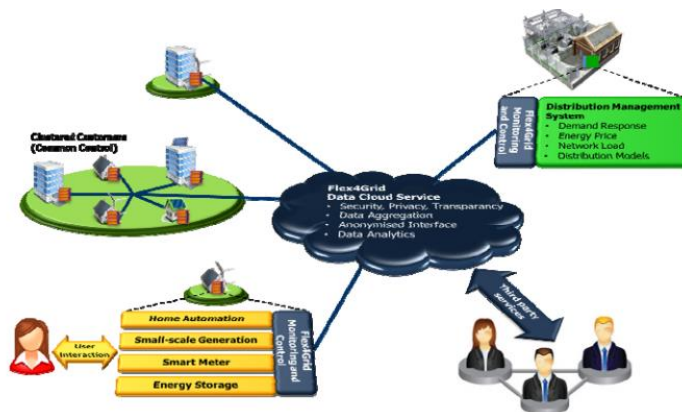 Clustered Customers
(Common Control)
Flex4Grid
Monitoring
and Control
Distribution Management
System
• Demand Response
• Energy Price
• Network Load
• Distribution Models
Flex4Grid
Data Cloud Service
• Security, Privacy, Transparancy
• Data Aggregation
• Anonymised Interface
• Data Analytics
Third party
services
User
Interaction
Home Automation
Small-scale Generation
Smart Meter
Energy Storage
Flex4Grid
Monitoring and
Control